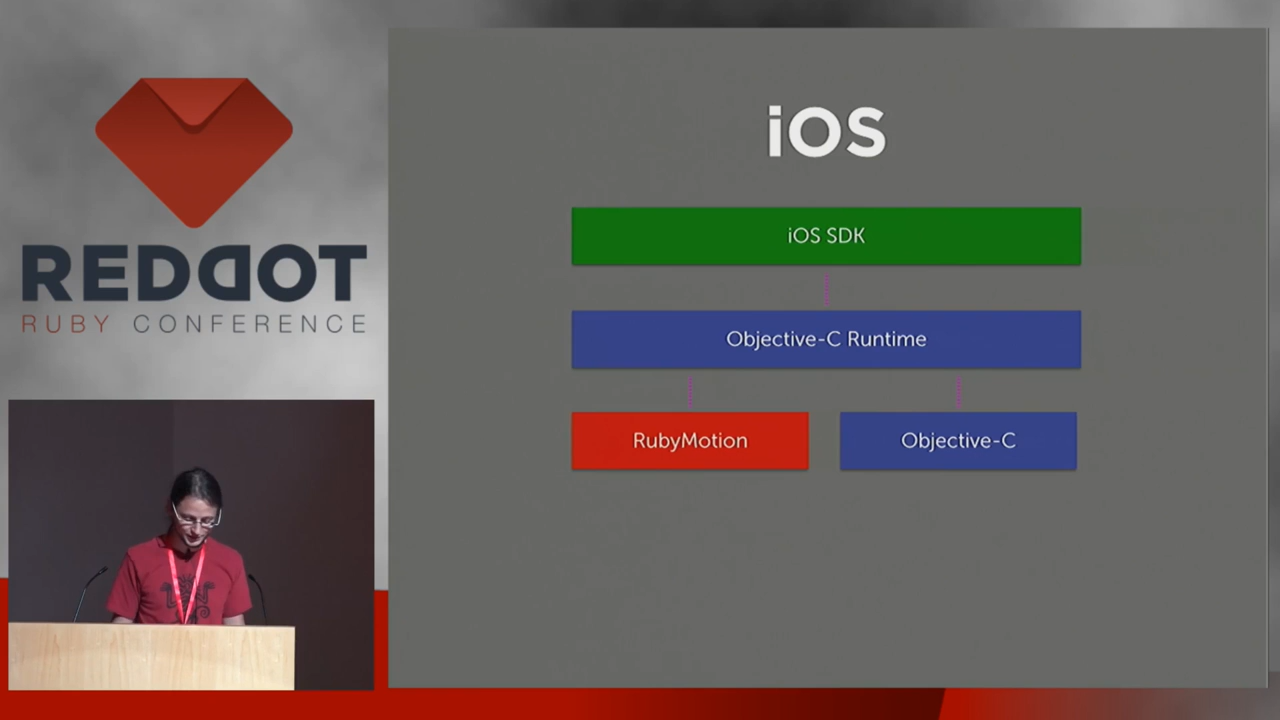 REDDOT
RUBY CONFERENCE
iOS
iOS SDK
Objective-C Runtime
RubyMotion
Objective-C